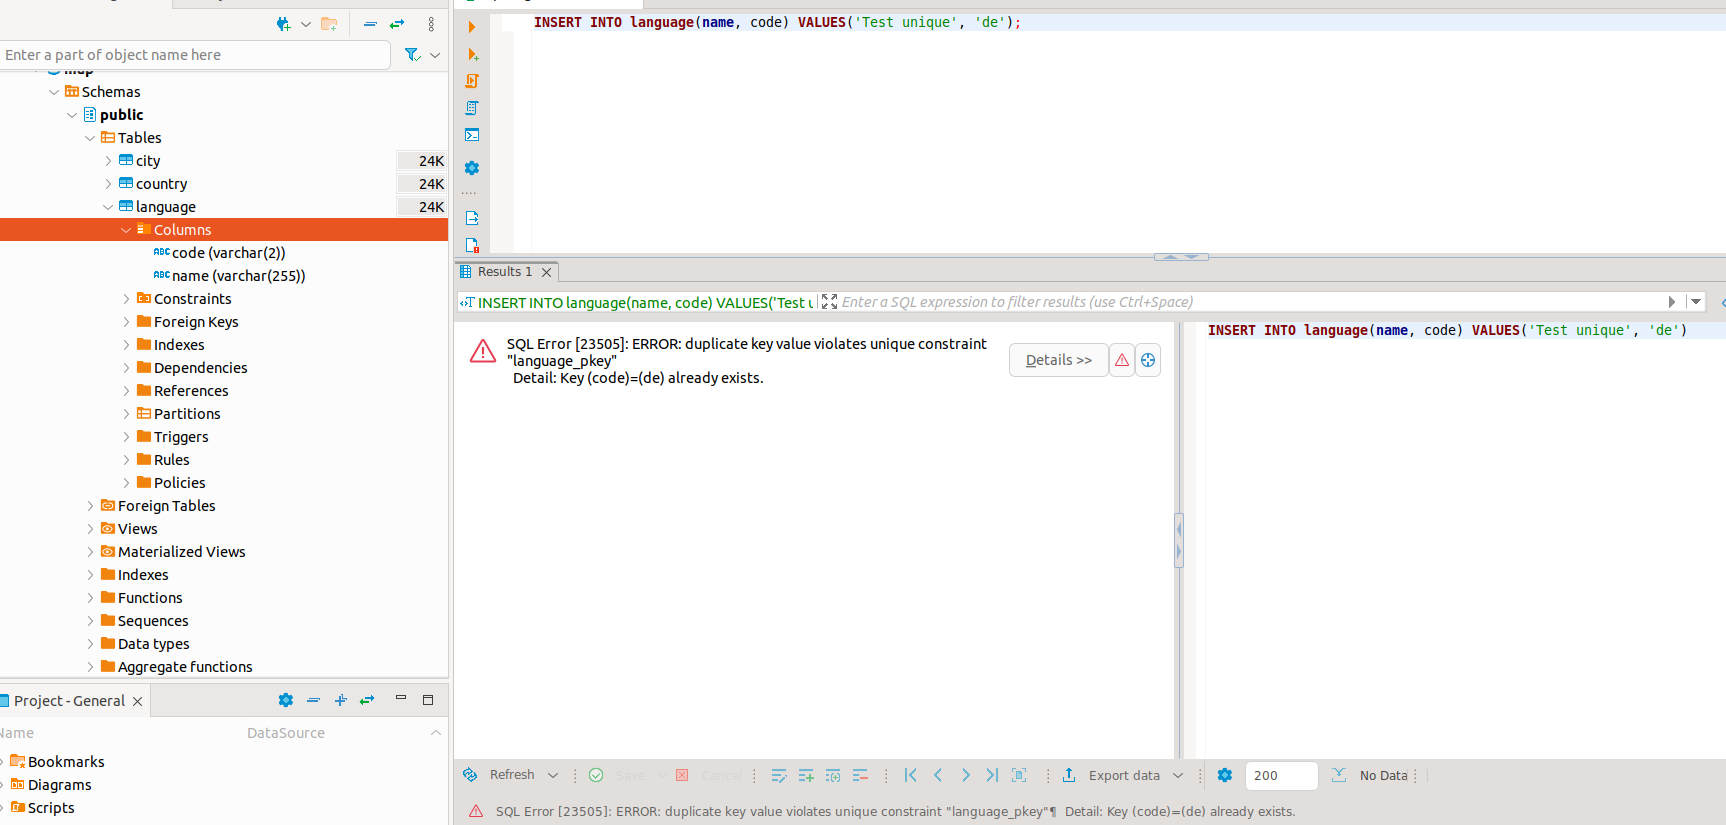 INSERT INTO language(name, code) VALUES('Test unique', 'de');
Enter a part of object name here
Schemas
public
Tables
city 24K
country 24K
language 24K
Columns
ABC code (varchar(2))
ABC name (varchar(255))
Constraints
Foreign Keys
Indexes
Dependencies
References
Partitions
Triggers
Rules
Policies
Foreign Tables
Views
Materialized Views
Indexes
Functions
Sequences
Data types
Aggregate functions
Project - General
Name DataSource
Bookmarks
Diagrams
Scripts
Results 1
INSERT INTO language(name, code) VALUES('Test u
Enter a SQL expression to filter results (use Ctrl+Space)
SQL Error [23505]: ERROR: duplicate key value violates unique constraint
"language_pkey"
Detail: Key (code)=(de) already exists.
Details >>
INSERT INTO language(name, code) VALUES('Test unique', 'de')
Refresh Save Cancel Export data 200 No Data
SQL Error [23505]: ERROR: duplicate key value violates unique constraint "language_pkey"¶ Detail: Key (code)=(de) already exists.